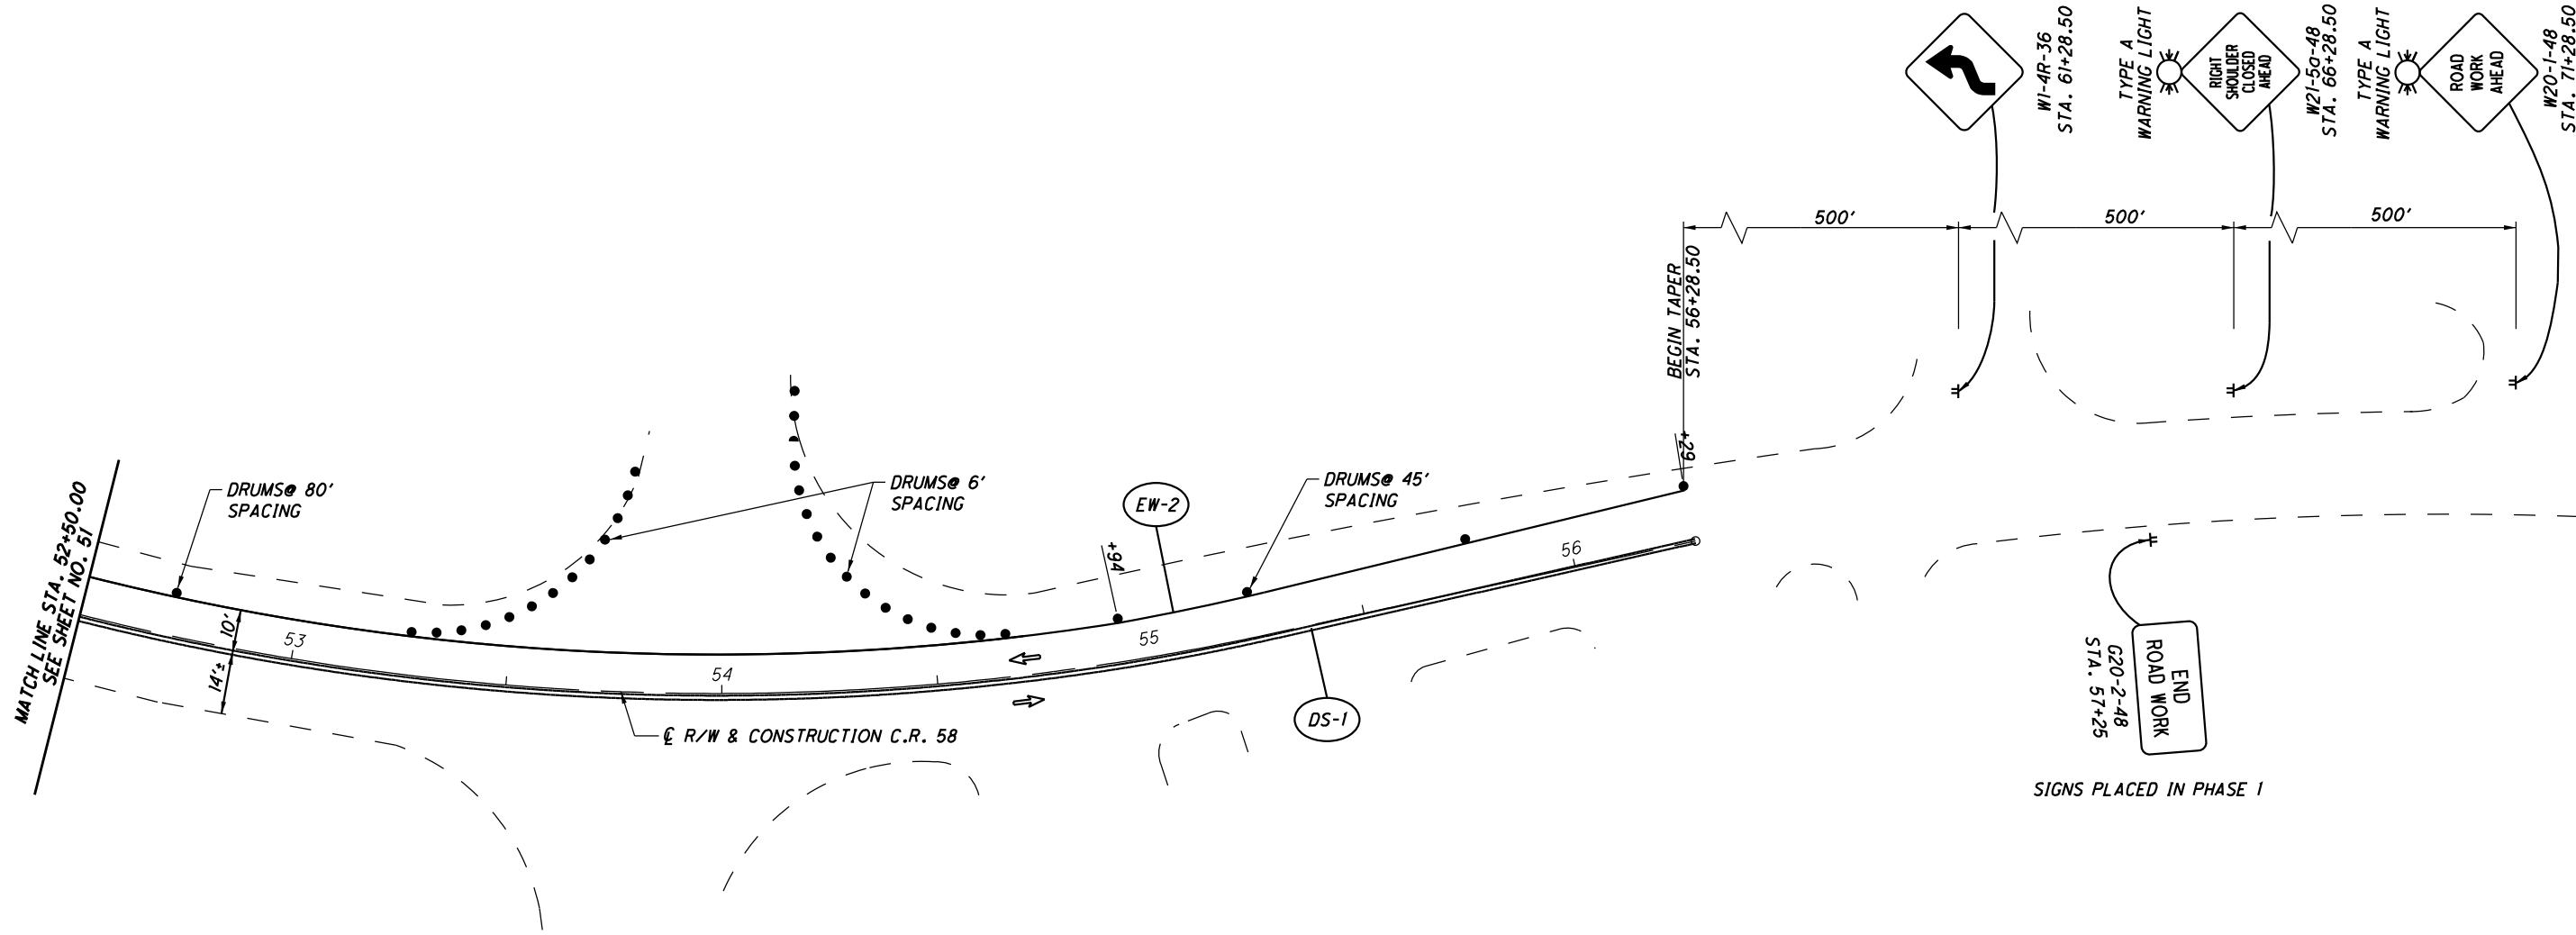 W1-4R-36
STA. 61+28.50
TYPE A
WARNING LIGHT
RIGHT
SHOULDER
CLOSED
AHEAD
W21-5a-48
STA. 66+28.50
TYPE A
WARNING LIGHT
ROAD
WORK
AHEAD
W20-1-48
STA. 71+28.50
500'
500'
500'
BEGIN TAPER
STA. 56+28.50
+29
MATCH LINE STA. 52+50.00
SEE SHEET NO. 51
DRUMS@ 80'
SPACING
DRUMS@ 6'
SPACING
DRUMS@ 45'
SPACING
EW-2
+94
10'
14'±
53
54
55
56
DS-1
℄ R/W & CONSTRUCTION C.R. 58
END
ROAD WORK
G20-2-48
STA. 57+25
SIGNS PLACED IN PHASE 1